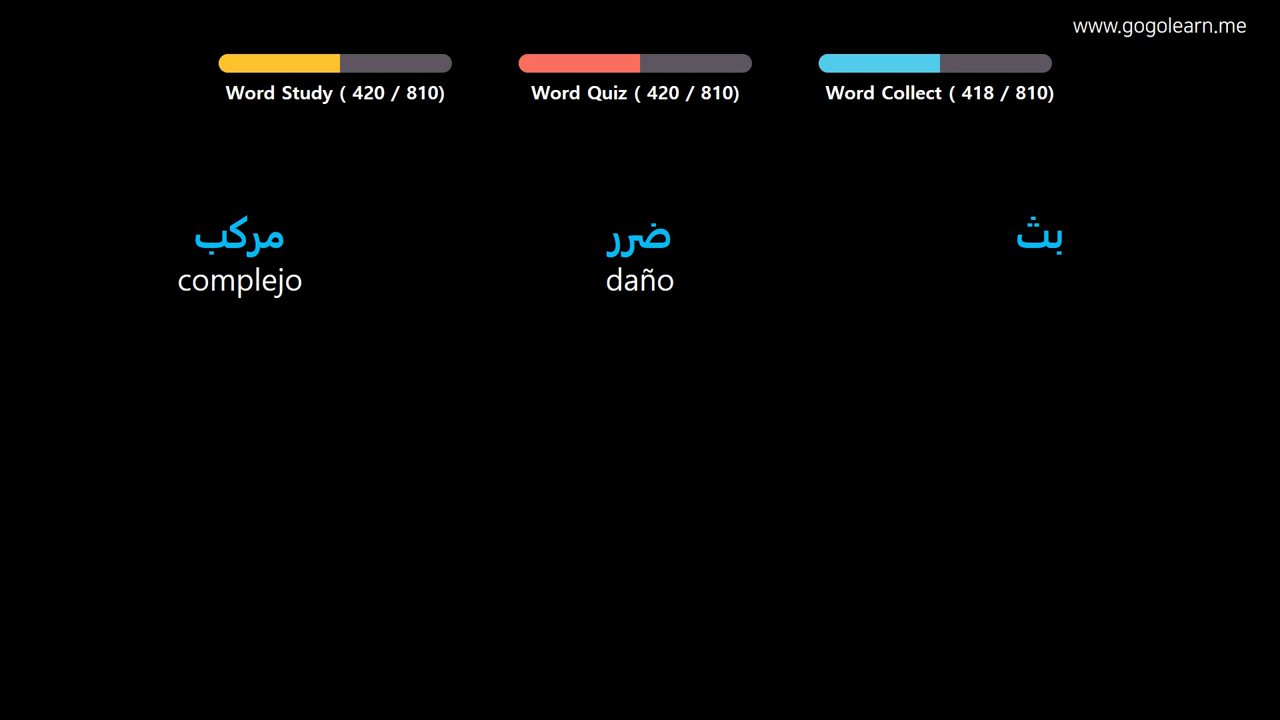 www.gogolearn.me
Word Study ( 420 / 810)
Word Quiz ( 420 / 810)
Word Collect ( 418 / 810)
مركب
complejo
ضرر
daño
بث